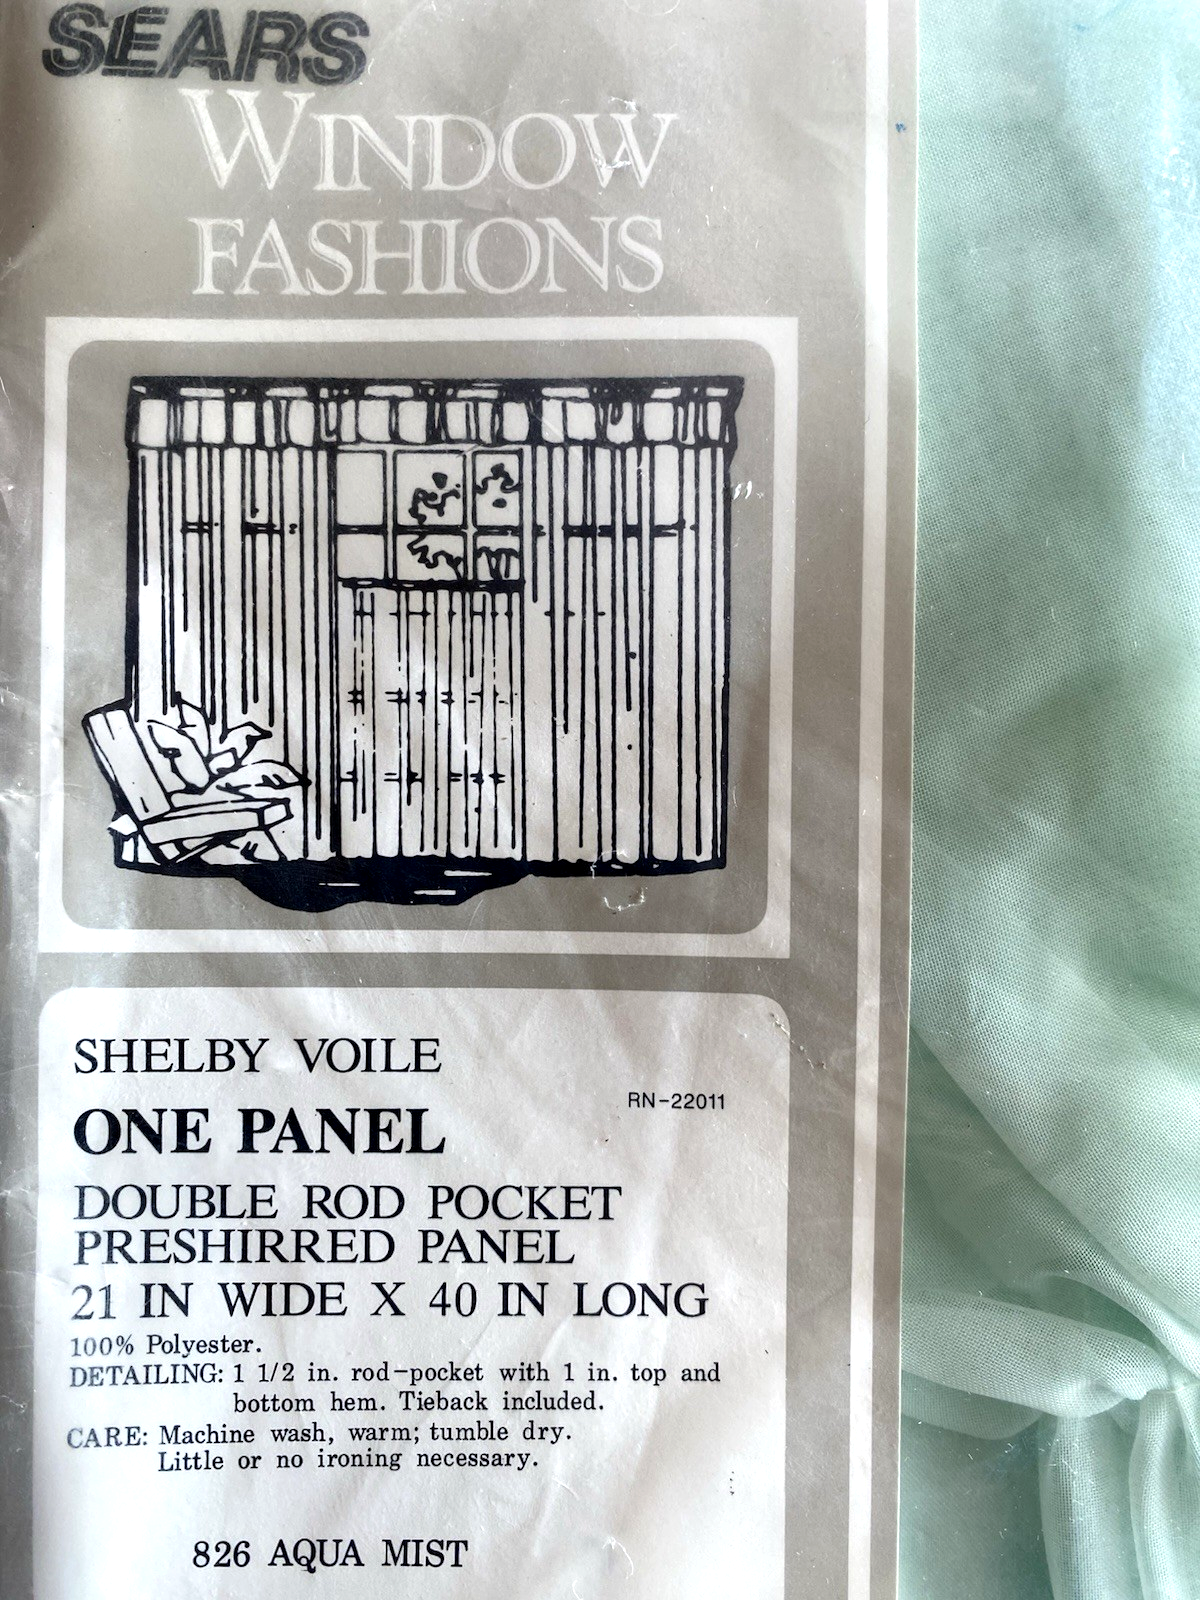 SEARS
WINDOW
FASHIONS
SHELBY VOILE
RN-22011
ONE PANEL
DOUBLE ROD POCKET
PRESHIRRED PANEL
21 IN WIDE X 40 IN LONG
100% Polyester.
DETAILING: 1 1/2 in. rod-pocket with 1 in. top and
bottom hem. Tieback included.
CARE: Machine wash, warm; tumble dry.
Little or no ironing necessary.
826 AQUA MIST